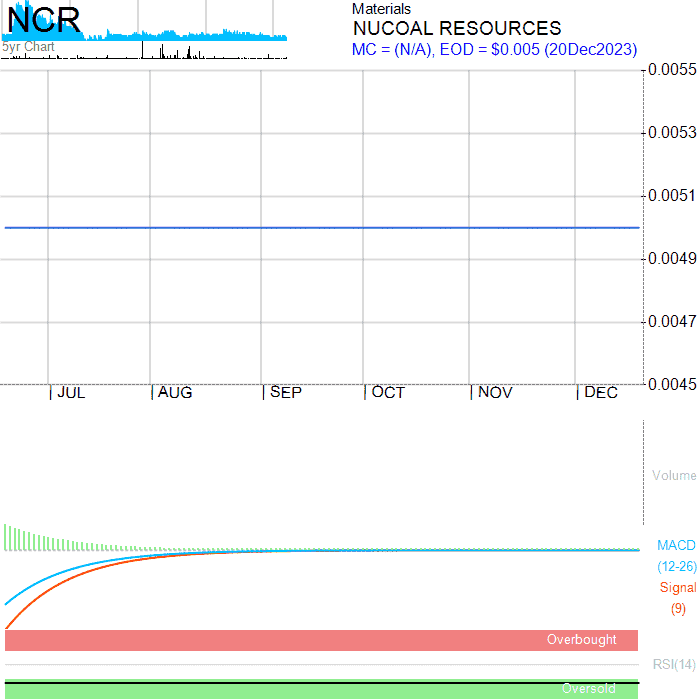 NCR
5yr Chart
Materials
NUCOAL RESOURCES
MC = (N/A), EOD = $0.005 (20Dec2023)
0.0055
0.0053
0.0051
0.0049
0.0047
0.0045
JUL AUG SEP OCT NOV DEC
Volume
MACD
(12-26)
Signal
(9)
Overbought
RSI(14)
Oversold